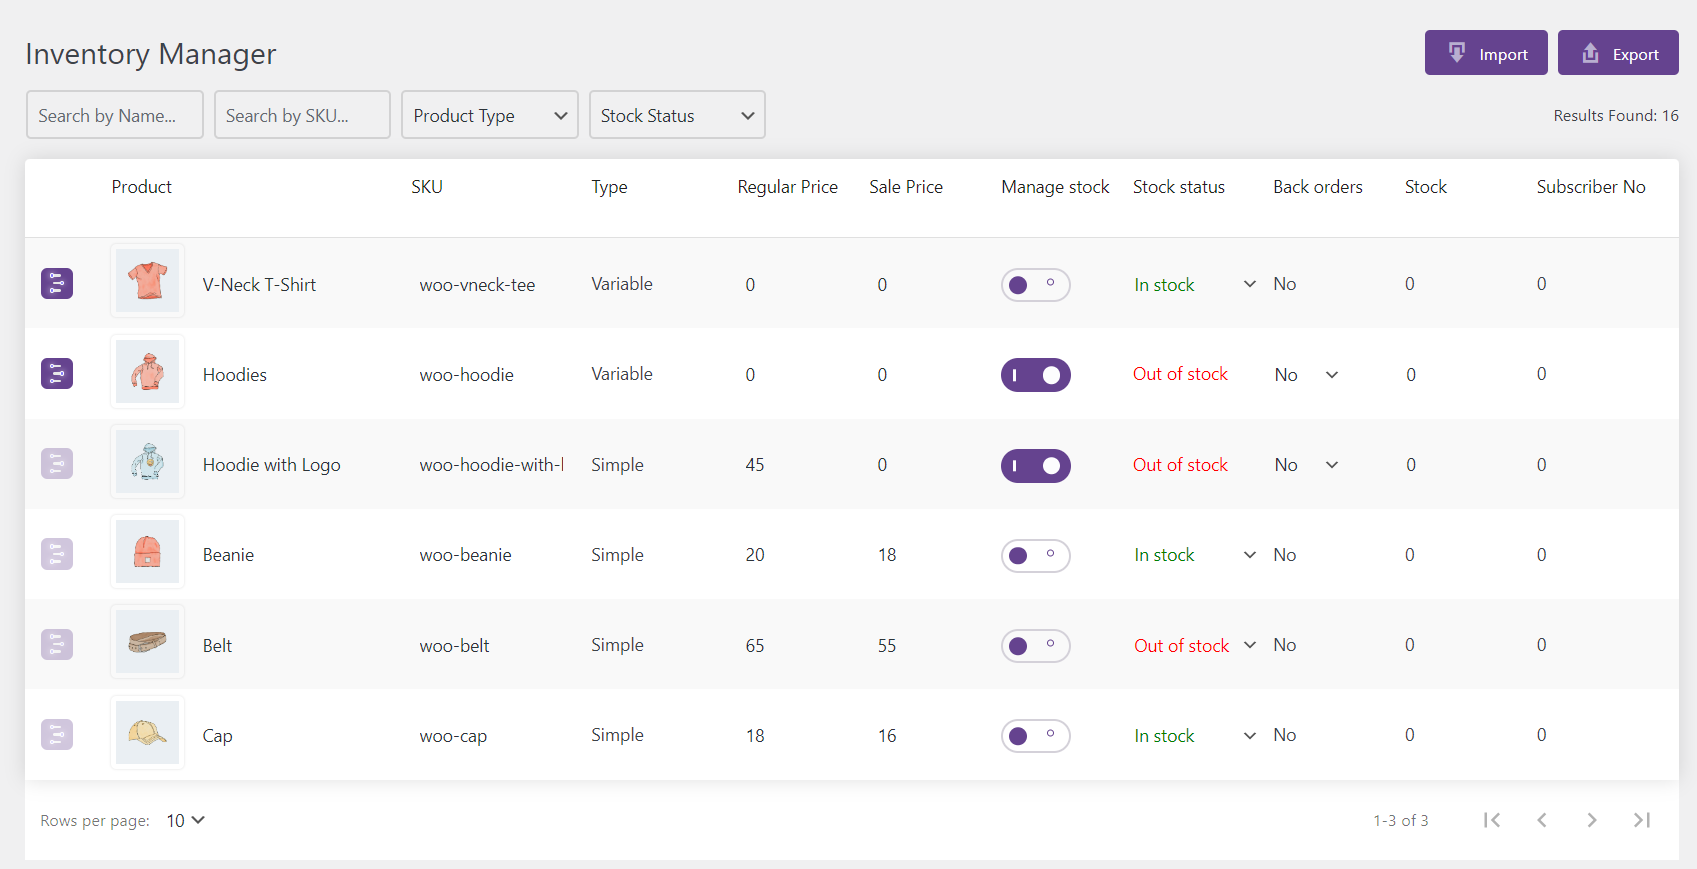 Inventory Manager
Import
Export
Search by Name...
Search by SKU...
Product Type
Stock Status
Results Found: 16
Product SKU Type Regular Price Sale Price Manage stock Stock status Back orders Stock Subscriber No
V-Neck T-Shirt woo-vneck-tee Variable 0 0 In stock No 0 0
Hoodies woo-hoodie Variable 0 0 Out of stock No 0 0
Hoodie with Logo woo-hoodie-with-l Simple 45 0 Out of stock No 0 0
Beanie woo-beanie Simple 20 18 In stock No 0 0
Belt woo-belt Simple 65 55 Out of stock No 0 0
Cap woo-cap Simple 18 16 In stock No 0 0
Rows per page: 10
1-3 of 3